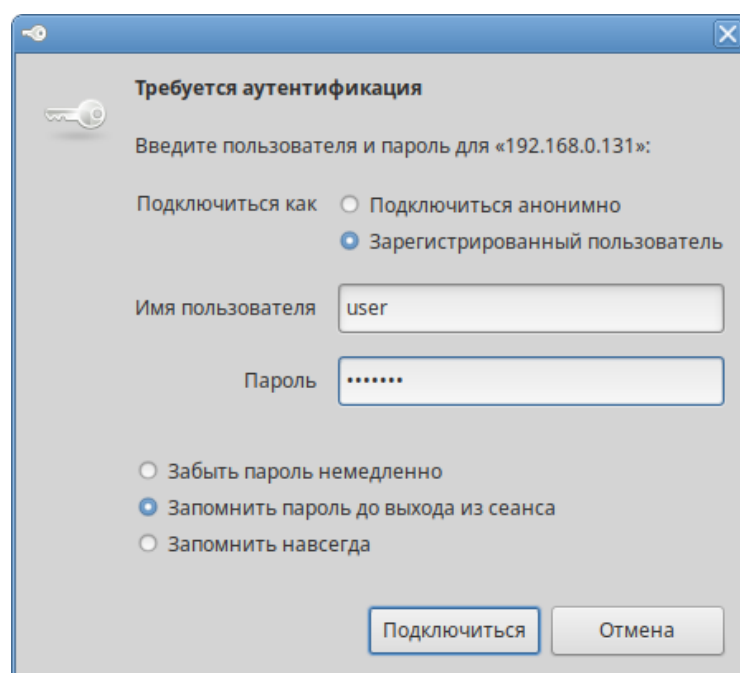 Требуется аутентификация
Введите пользователя и пароль для «192.168.0.131»:
Подключиться как
Подключиться анонимно
Зарегистрированный пользователь
Имя пользователя
user
Пароль
•••••••
Забыть пароль немедленно
Запомнить пароль до выхода из сеанса
Запомнить навсегда
Подключиться
Отмена